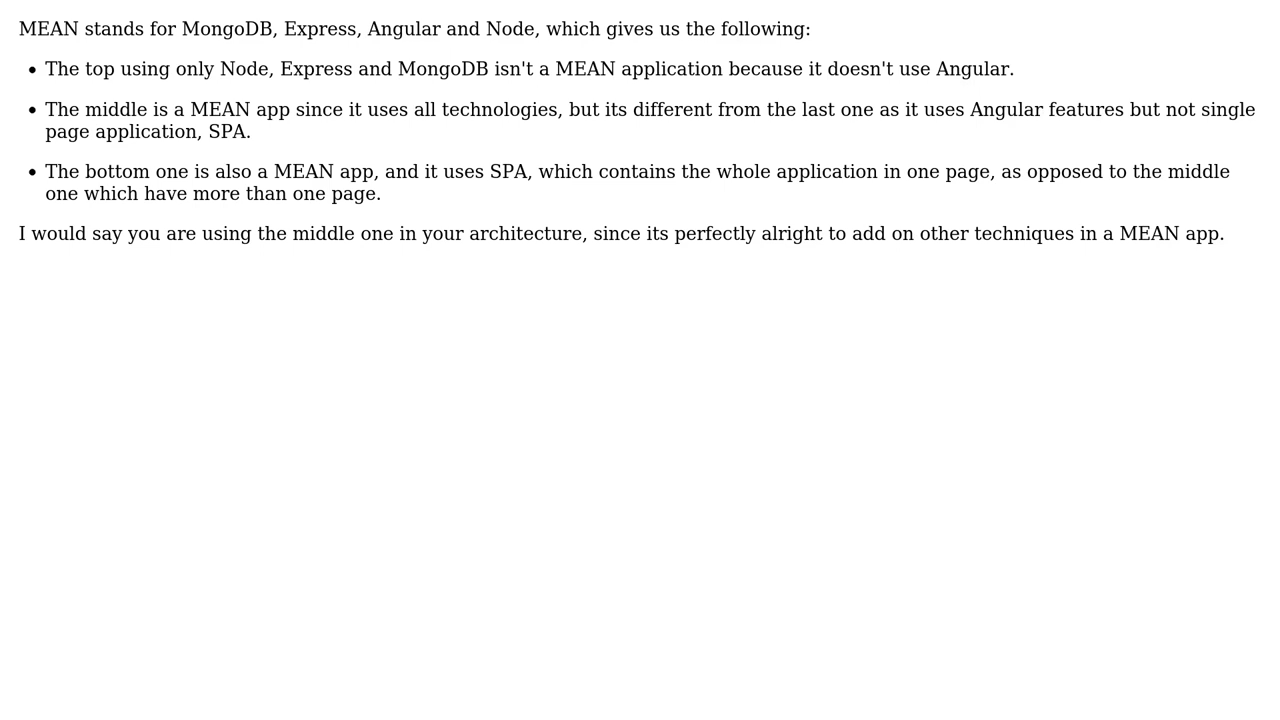 MEAN stands for MongoDB, Express, Angular and Node, which gives us the following:
• The top using only Node, Express and MongoDB isn't a MEAN application because it doesn't use Angular.
• The middle is a MEAN app since it uses all technologies, but its different from the last one as it uses Angular features but not single
page application, SPA.
• The bottom one is also a MEAN app, and it uses SPA, which contains the whole application in one page, as opposed to the middle
one which have more than one page.
I would say you are using the middle one in your architecture, since its perfectly alright to add on other techniques in a MEAN app.